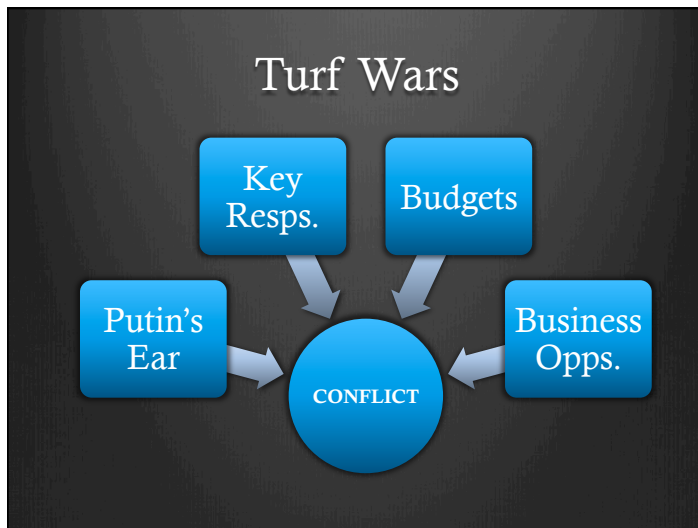 Turf Wars
Key
Resps.
Budgets
Putin's
Ear
Business
Opps.
CONFLICT